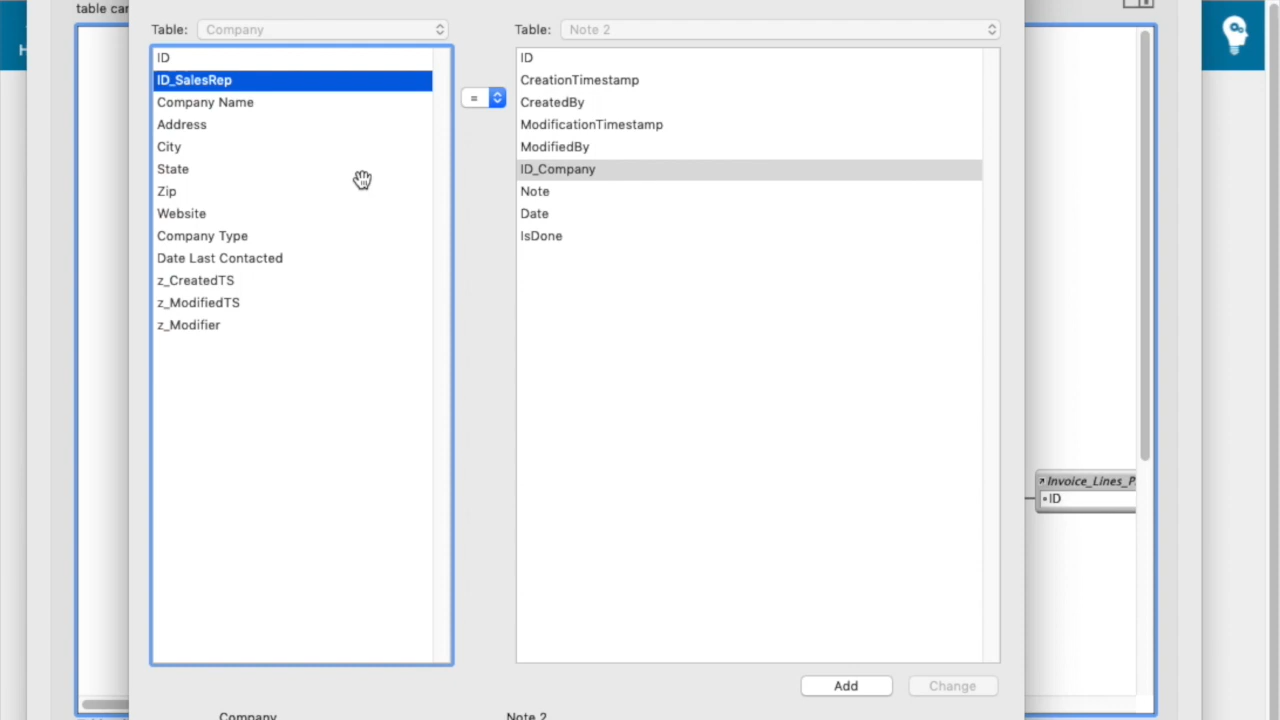 table car
H
Table: Company
ID
ID_SalesRep
Company Name
Address
City
State
Zip
Website
Company Type
Date Last Contacted
z_CreatedTS
z_ModifiedTS
z_Modifier
=
Table: Note 2
ID
CreationTimestamp
CreatedBy
ModificationTimestamp
ModifiedBy
ID_Company
Note
Date
IsDone
Invoice_Lines_P
ID
Add
Change
Company
Note 2